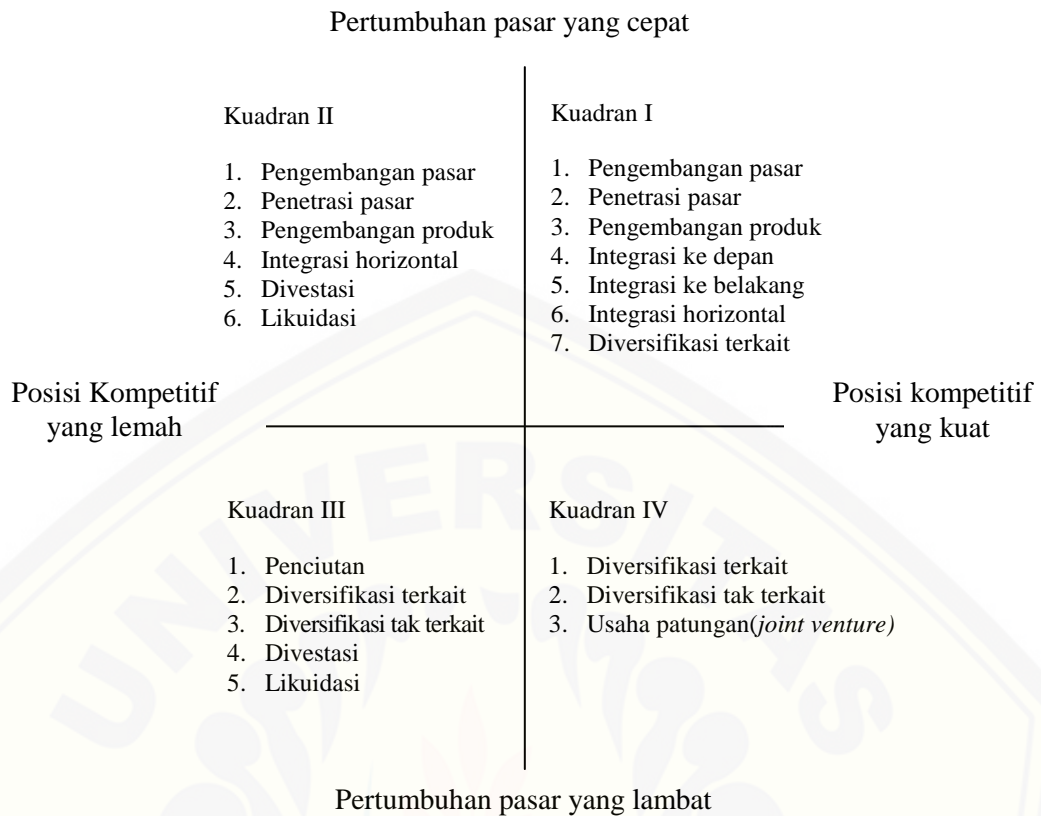 Pertumbuhan pasar yang cepat
Kuadran II
1. Pengembangan pasar
2. Penetrasi pasar
3. Pengembangan produk
4. Integrasi horizontal
5. Divestasi
6. Likuidasi
Kuadran I
1. Pengembangan pasar
2. Penetrasi pasar
3. Pengembangan produk
4. Integrasi ke depan
5. Integrasi ke belakang
6. Integrasi horizontal
7. Diversifikasi terkait
Posisi Kompetitif
yang lemah
Posisi kompetitif
yang kuat
Kuadran III
1. Penciutan
2. Diversifikasi terkait
3. Diversifikasi tak terkait
4. Divestasi
5. Likuidasi
Kuadran IV
1. Diversifikasi terkait
2. Diversifikasi tak terkait
3. Usaha patungan(joint venture)
Pertumbuhan pasar yang lambat
UNIVERSITAS